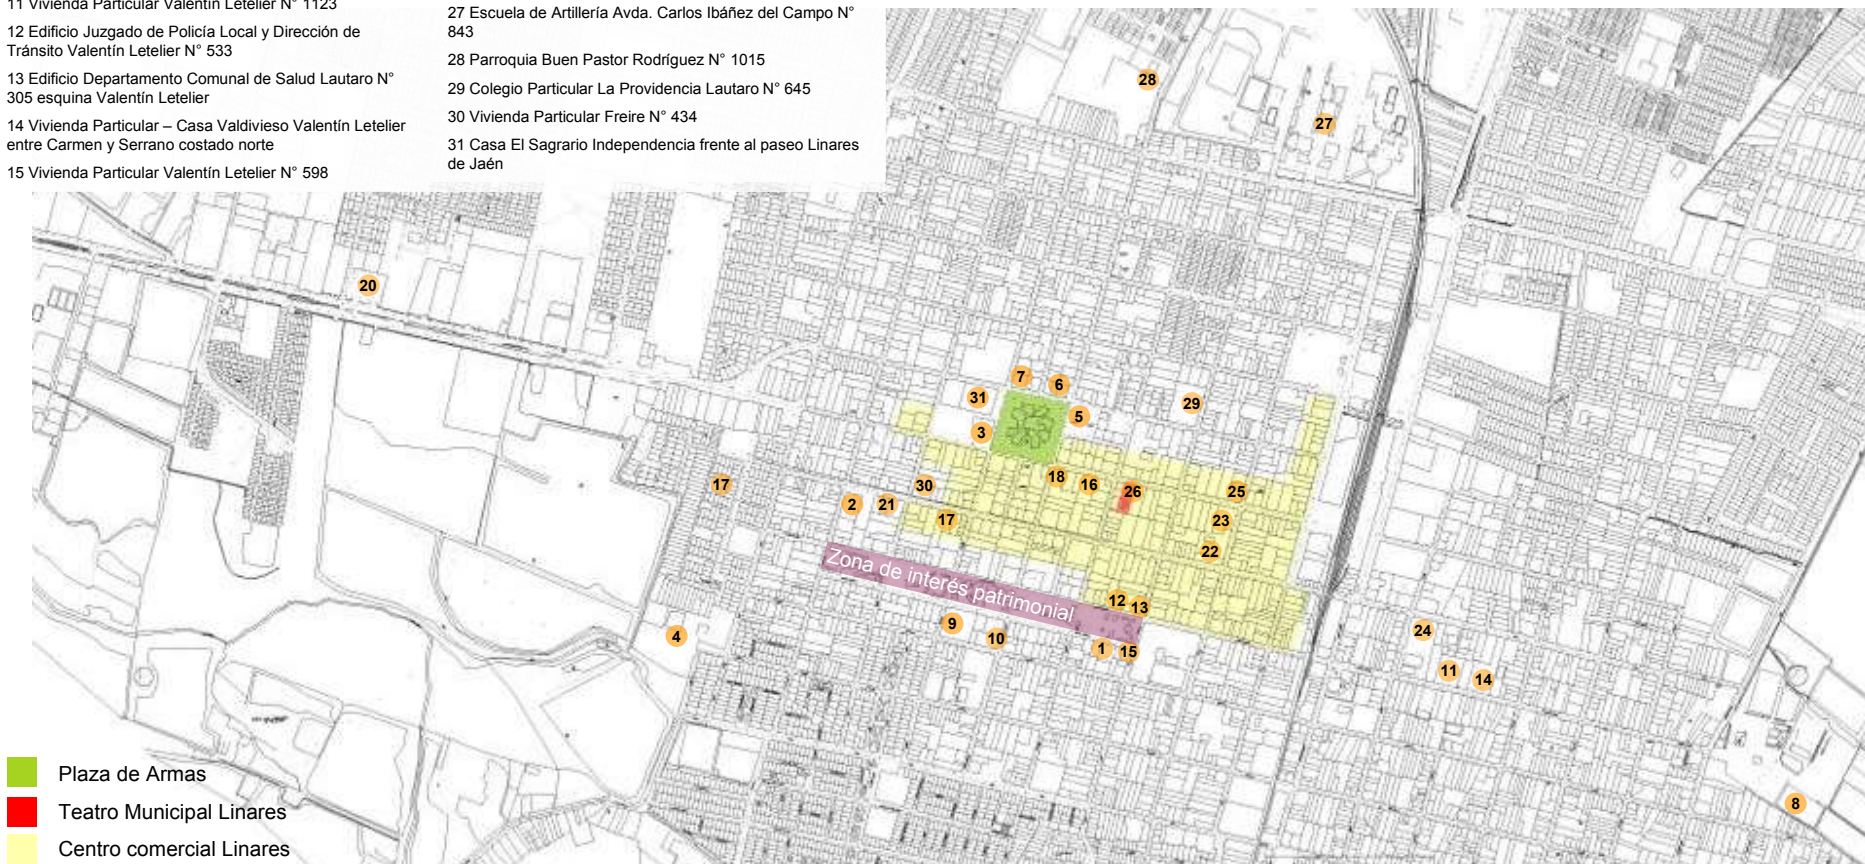 11 Vivienda Particular Valentín Letelier N° 1123
12 Edificio Juzgado de Policía Local y Dirección de
Tránsito Valentín Letelier N° 533
13 Edificio Departamento Comunal de Salud Lautaro N°
305 esquina Valentín Letelier
14 Vivienda Particular – Casa Valdivieso Valentín Letelier
entre Carmen y Serrano costado norte
15 Vivienda Particular Valentín Letelier N° 598
27 Escuela de Artillería Avda. Carlos Ibáñez del Campo N°
843
28 Parroquia Buen Pastor Rodríguez N° 1015
29 Colegio Particular La Providencia Lautaro N° 645
30 Vivienda Particular Freire N° 434
31 Casa El Sagrario Independencia frente al paseo Linares
de Jaén
28
27
20
7
6
31
29
5
3
18
16
26
25
17
30
2
21
17
23
22
Zona de interés patrimonial
12
13
9
10
4
1
15
24
11
14
8
Plaza de Armas
Teatro Municipal Linares
Centro comercial Linares